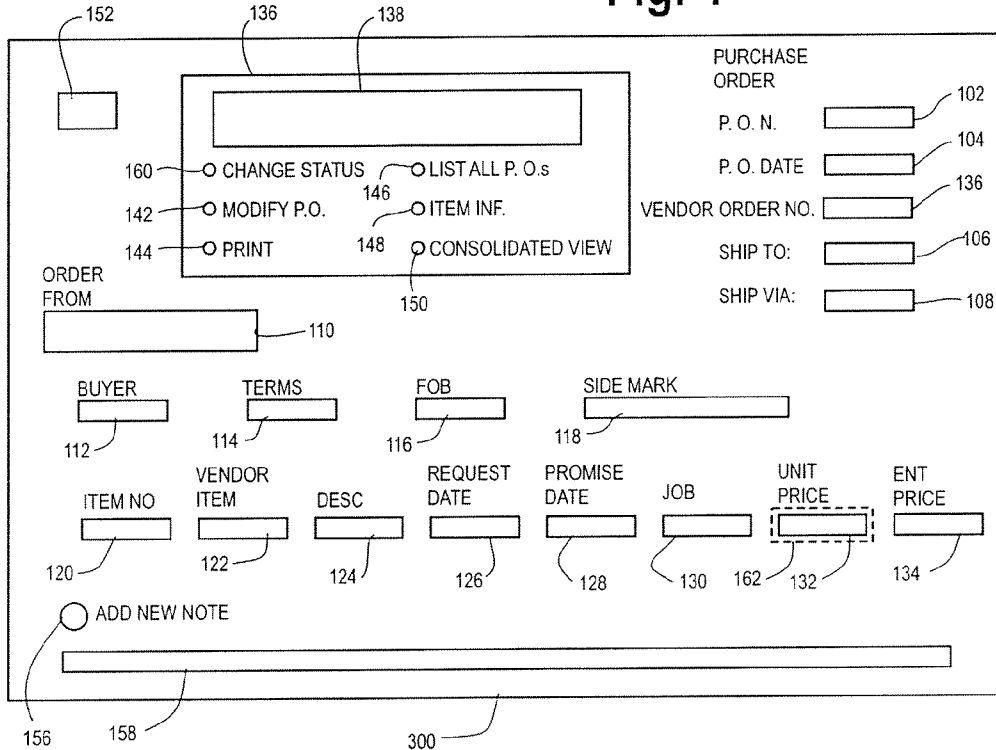 152
136
138
PURCHASE
ORDER
P. O. N.
102
P. O. DATE
104
VENDOR ORDER NO.
136
SHIP TO:
106
SHIP VIA:
108
160
CHANGE STATUS
146
LIST ALL P. O.s
142
MODIFY P.O.
148
ITEM INF.
144
PRINT
CONSOLIDATED VIEW
150
ORDER
FROM
110
BUYER
TERMS
FOB
SIDE MARK
112
114
116
118
ITEM NO
VENDOR
ITEM
DESC
REQUEST
DATE
PROMISE
DATE
JOB
UNIT
PRICE
ENT
PRICE
120
122
124
126
128
130
162
132
134
ADD NEW NOTE
156
158
300